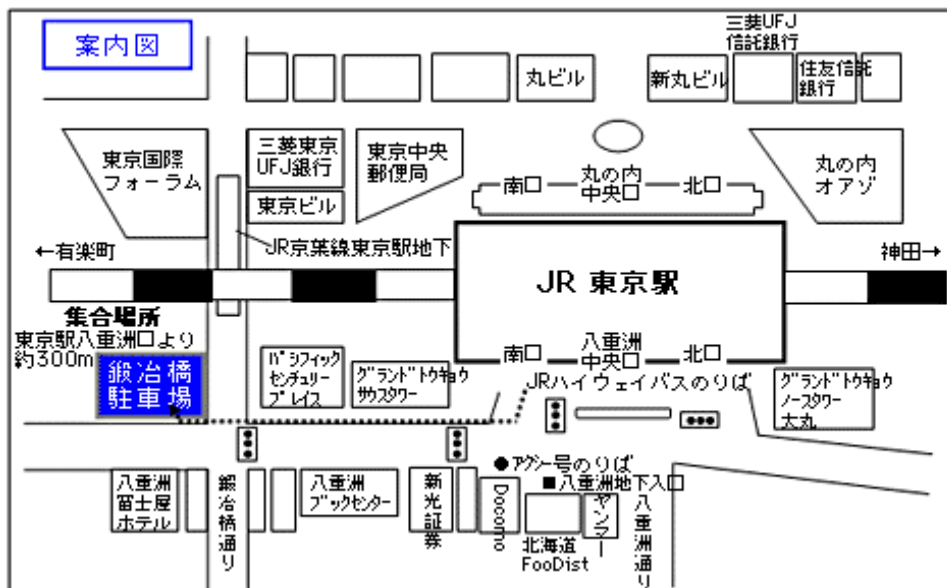 案内図
三菱UFJ
信託銀行
丸ビル
新丸ビル
住友信託
銀行
東京国際
フォーラム
三菱東京
UFJ銀行
東京中央
郵便局
東京ビル
丸の内
中央口
南口
北口
丸の内
オアゾ
←有楽町
JR京葉線東京駅地下
神田→
JR 東京駅
集合場所
東京駅八重洲口より
約300m
鍛冶橋
駐車場
南口
八重洲
中央口
北口
パシフィック
センチュリー
プレイス
グランドトウキョウ
サウスタワー
JRハイウェイバスのりば
グランドトウキョウ
ノースタワー
大丸
●アグシー号のりば
■八重洲地下入口
八重洲
冨士屋
ホテル
鍛冶橋通り
八重洲
ブックセンター
新光証券
Docomo
北海道
FooDist
ヤンマー
八重洲通り